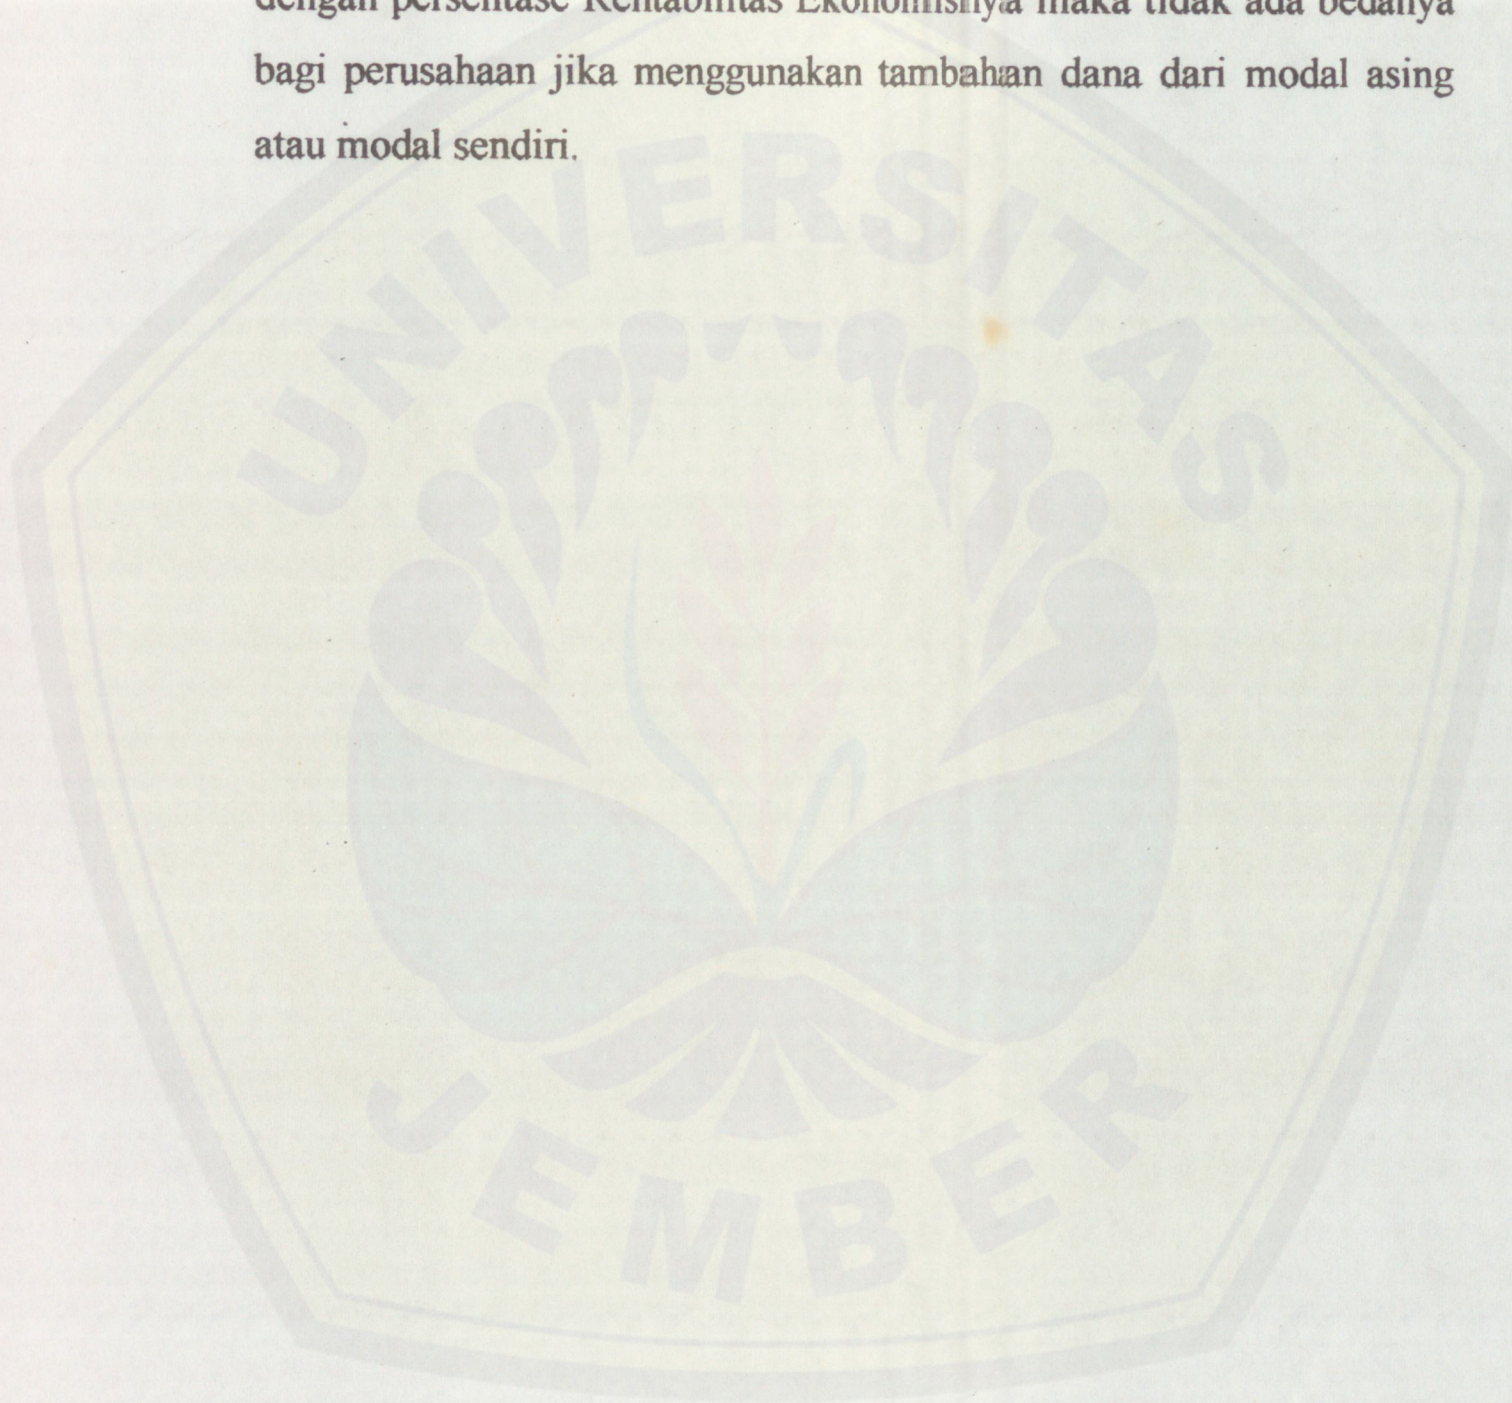 dengan persentase Rentabilitas Ekonomisnya maka tidak ada bedanya
bagi perusahaan jika menggunakan tambahan dana dari modal asing
atau modal sendiri.
UNIVERSITAS
JEMBER